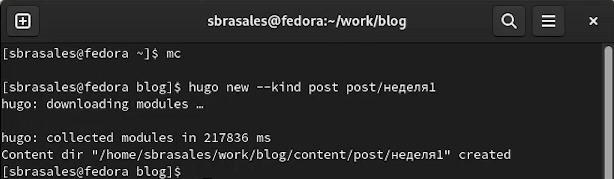 sbrasales@fedora:~/work/blog
[sbrasales@fedora ~]$ mc
[sbrasales@fedora blog]$ hugo new --kind post post/неделя1
hugo: downloading modules …
hugo: collected modules in 217836 ms
Content dir "/home/sbrasales/work/blog/content/post/неделя1" created
[sbrasales@fedora blog]$